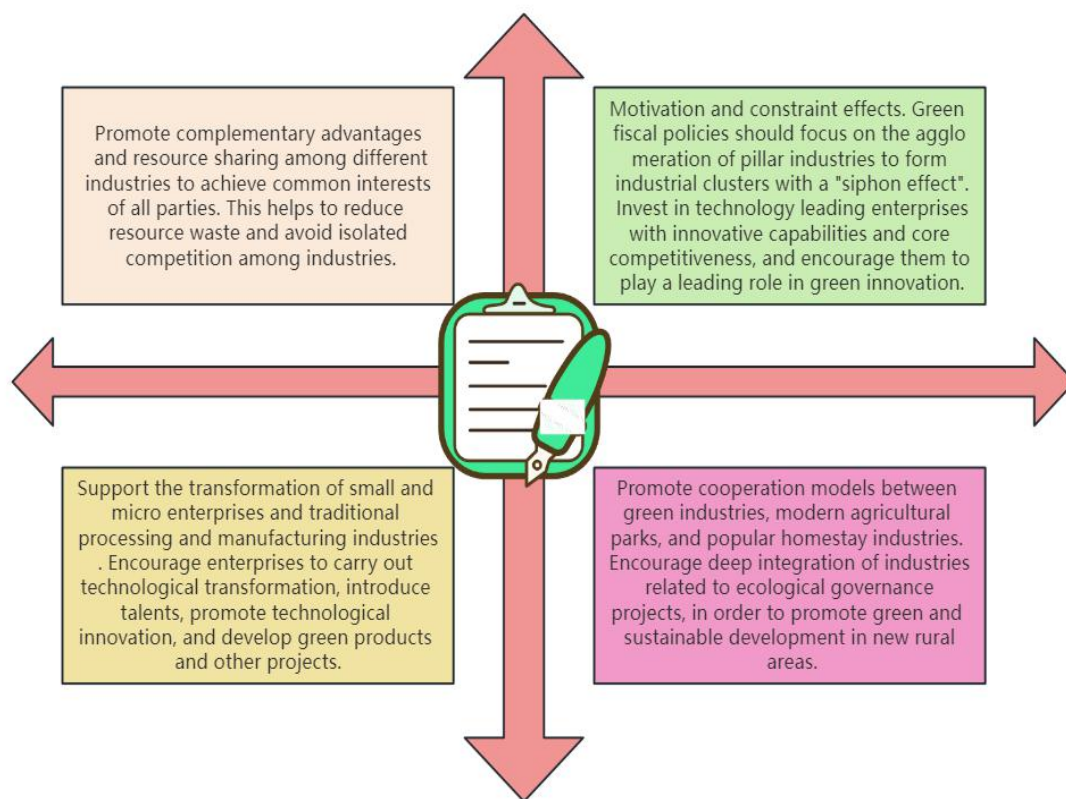 Promote complementary advantages
and resource sharing among different
industries to achieve common interests
of all parties. This helps to reduce
resource waste and avoid isolated
competition among industries.
Motivation and constraint effects. Green
fiscal policies should focus on the agglo
meration of pillar industries to form
industrial clusters with a "siphon effect".
Invest in technology leading enterprises
with innovative capabilities and core
competitiveness, and encourage them to
play a leading role in green innovation.
Support the transformation of small and
micro enterprises and traditional
processing and manufacturing industries
. Encourage enterprises to carry out
technological transformation, introduce
talents, promote technological
innovation, and develop green products
and other projects.
Promote cooperation models between
green industries, modern agricultural
parks, and popular homestay industries.
Encourage deep integration of industries
related to ecological governance
projects, in order to promote green and
sustainable development in new rural
areas.